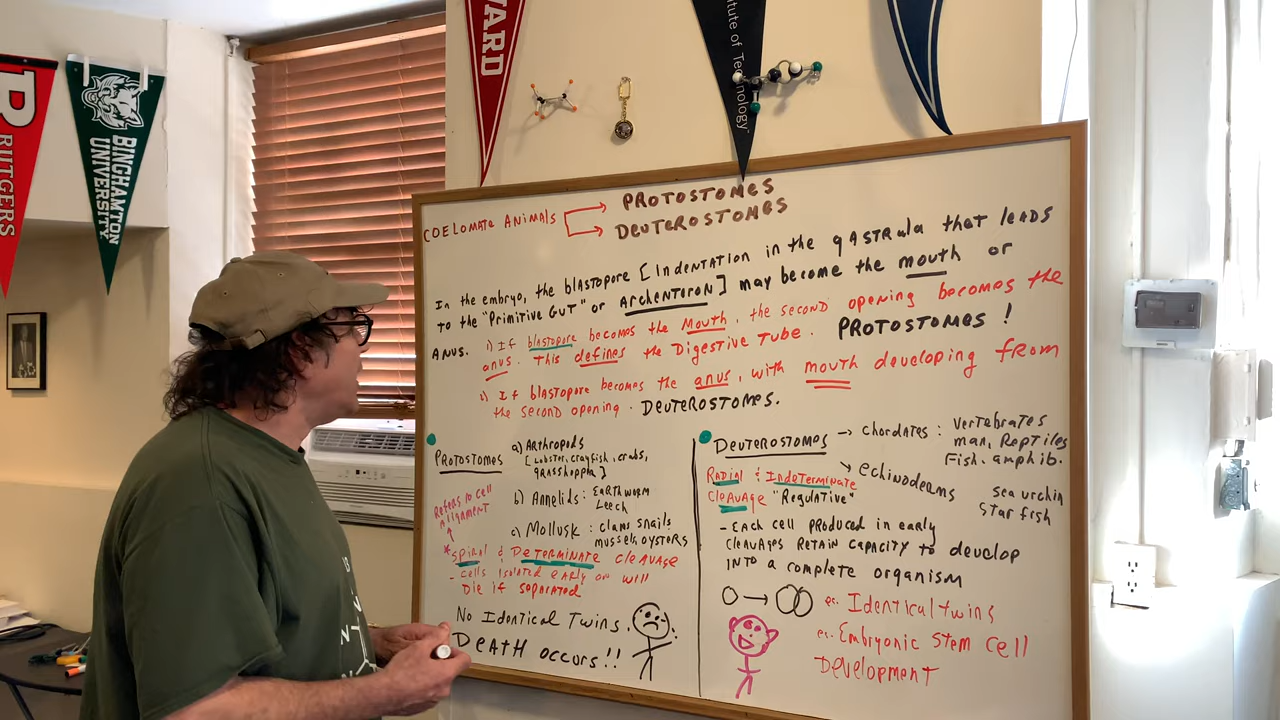 RUTGERS
BINGHAMTON
UNIVERSITY
ARD
itute of Technology
COELOMATE ANIMALS
PROTOSTOMES
DEUTEROSTOMES
In the embryo, the blastopore [Indentation in the gastrula that leads
to the "Primitive Gut" or Archenteron] may become the mouth or
Anus.
1) If blastopore becomes the Mouth, the second opening becomes the
anus. This defines the Digestive Tube. PROTOSTOMES!
2) If blastopore becomes the anus, with mouth developing from
the second opening. DEUTEROSTOMES.
PROTOSTOMES
a) Arthropods
[Lobster, crayfish, crabs,
grasshopper]
b) Annelids: Earthworm
Leech
c) Mollusk: clams snails
mussels, oysters
Refers to cell
alignment
*Spiral & Determinate cleavage
- Cells isolated early on will
Die if separated
No Identical Twins.
Death occurs!!
DEUTEROSTOMES → chordates: Vertebrates
man, Reptiles
Fish, amphib.
→ echinoderms
sea urchin
starfish
Radial & Indeterminate
cleavage "Regulative"
- Each cell produced in early
cleavages retain capacity to develop
into a complete organism
ex. Identical twins
ex. Embryonic Stem cell
Development